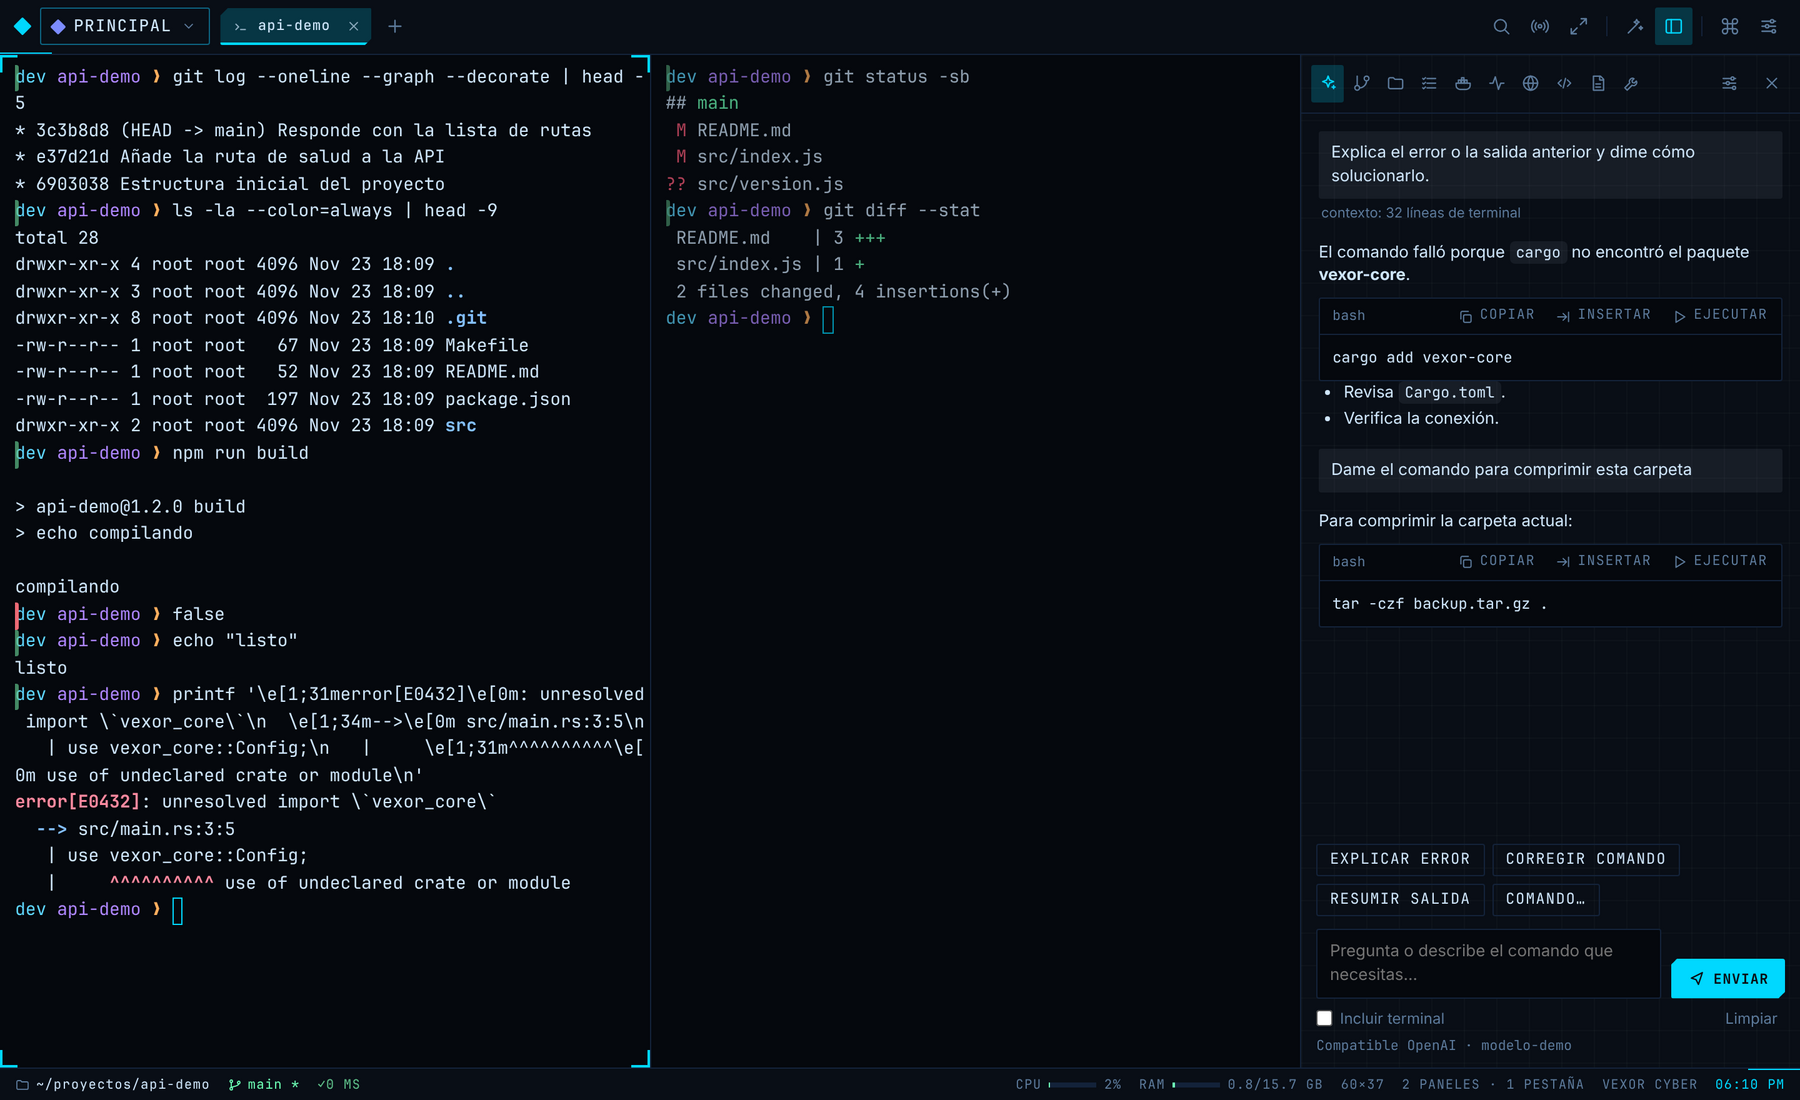 PRINCIPAL
api-demo
dev api-demo ❯ git log --oneline --graph --decorate | head -
5
* 3c3b8d8 (HEAD -> main) Responde con la lista de rutas
* e37d21d Añade la ruta de salud a la API
* 6903038 Estructura inicial del proyecto
dev api-demo ❯ ls -la --color=always | head -9
total 28
drwxr-xr-x 4 root root 4096 Nov 23 18:09 .
drwxr-xr-x 3 root root 4096 Nov 23 18:09 ..
drwxr-xr-x 8 root root 4096 Nov 23 18:10 .git
-rw-r--r-- 1 root root   67 Nov 23 18:09 Makefile
-rw-r--r-- 1 root root   52 Nov 23 18:09 README.md
-rw-r--r-- 1 root root  197 Nov 23 18:09 package.json
drwxr-xr-x 2 root root 4096 Nov 23 18:09 src
dev api-demo ❯ npm run build
> api-demo@1.2.0 build
> echo compilando
compilando
dev api-demo ❯ false
dev api-demo ❯ echo "listo"
listo
dev api-demo ❯ printf '\e[1;31merror[E0432]\e[0m: unresolved
 import \`vexor_core\`\n  \e[1;34m-->\e[0m src/main.rs:3:5\n
   | use vexor_core::Config;\n   |     \e[1;31m^^^^^^^^^^\e[
0m use of undeclared crate or module\n'
error[E0432]: unresolved import \`vexor_core\`
  --> src/main.rs:3:5
   | use vexor_core::Config;
   |     ^^^^^^^^^^ use of undeclared crate or module
dev api-demo ❯
dev api-demo ❯ git status -sb
## main
 M README.md
 M src/index.js
?? src/version.js
dev api-demo ❯ git diff --stat
 README.md    | 3 +++
 src/index.js | 1 +
 2 files changed, 4 insertions(+)
dev api-demo ❯
Explica el error o la salida anterior y dime cómo
solucionarlo.
contexto: 32 líneas de terminal
El comando falló porque cargo no encontró el paquete
vexor-core.
bash COPIAR INSERTAR EJECUTAR
cargo add vexor-core
• Revisa Cargo.toml.
• Verifica la conexión.
Dame el comando para comprimir esta carpeta
Para comprimir la carpeta actual:
bash COPIAR INSERTAR EJECUTAR
tar -czf backup.tar.gz .
EXPLICAR ERROR CORREGIR COMANDO
RESUMIR SALIDA COMANDO…
Pregunta o describe el comando que
necesitas…
ENVIAR
Incluir terminal Limpiar
Compatible OpenAI · modelo-demo
~/proyectos/api-demo main * ✓0 MS CPU 2% RAM 0.8/15.7 GB 60×37 2 PANELES · 1 PESTAÑA VEXOR CYBER 06:10 PM